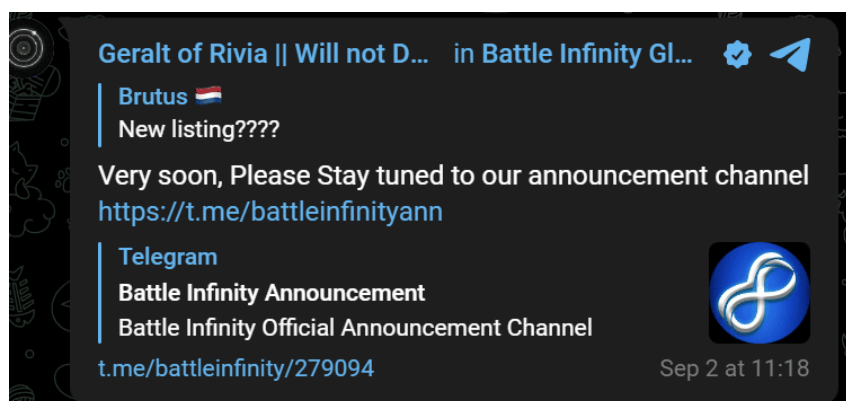 Geralt of Rivia || Will not D... in Battle Infinity Gl...
Brutus 🇳🇱
New listing????
Very soon, Please Stay tuned to our announcement channel
https://t.me/battleinfinityann
Telegram
Battle Infinity Announcement
Battle Infinity Official Announcement Channel
t.me/battleinfinity/279094 Sep 2 at 11:18